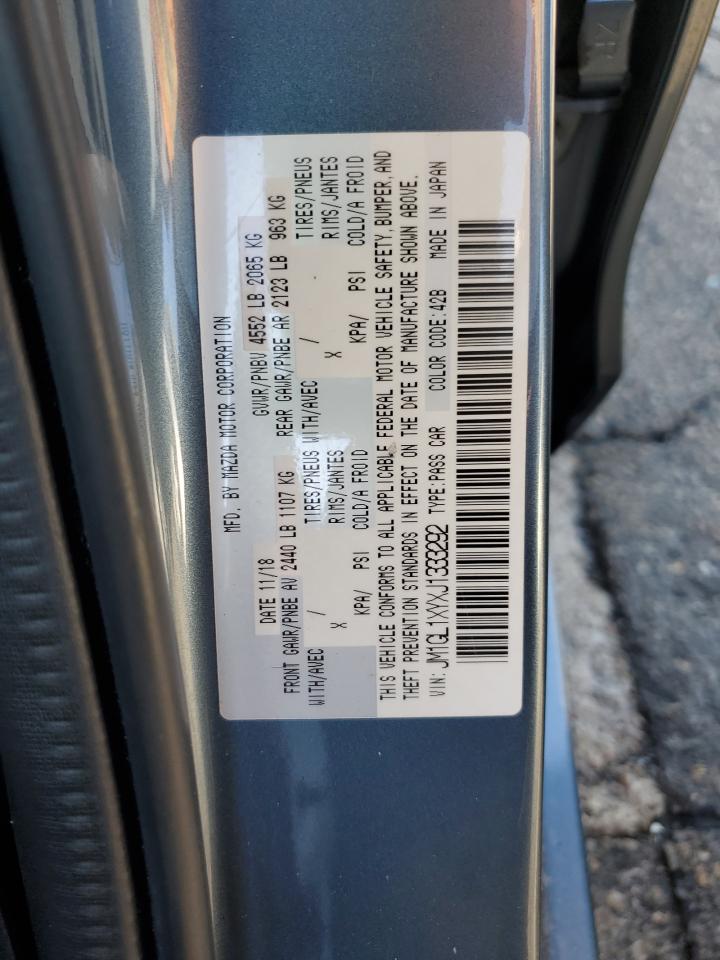 MFD. BY MAZDA MOTOR CORPORATION
DATE 11/18 GVWR/PNBV 4552 LB 2065 KG
FRONT GAWR/PNBE AV 2440 LB 1107 KG REAR GAWR/PNBE AR 2123 LB 963 KG
WITH/AVEC / TIRES/PNEUS WITH/AVEC / TIRES/PNEUS
X RIMS/JANTES X RIMS/JANTES
KPA/ PSI COLD/A FROID KPA/ PSI COLD/A FROID
THIS VEHICLE CONFORMS TO ALL APPLICABLE FEDERAL MOTOR VEHICLE SAFETY, BUMPER, AND
THEFT PREVENTION STANDARDS IN EFFECT ON THE DATE OF MANUFACTURE SHOWN ABOVE.
VIN: JM1GL1XYXJ1333292 TYPE:PASS CAR COLOR CODE:42B MADE IN JAPAN